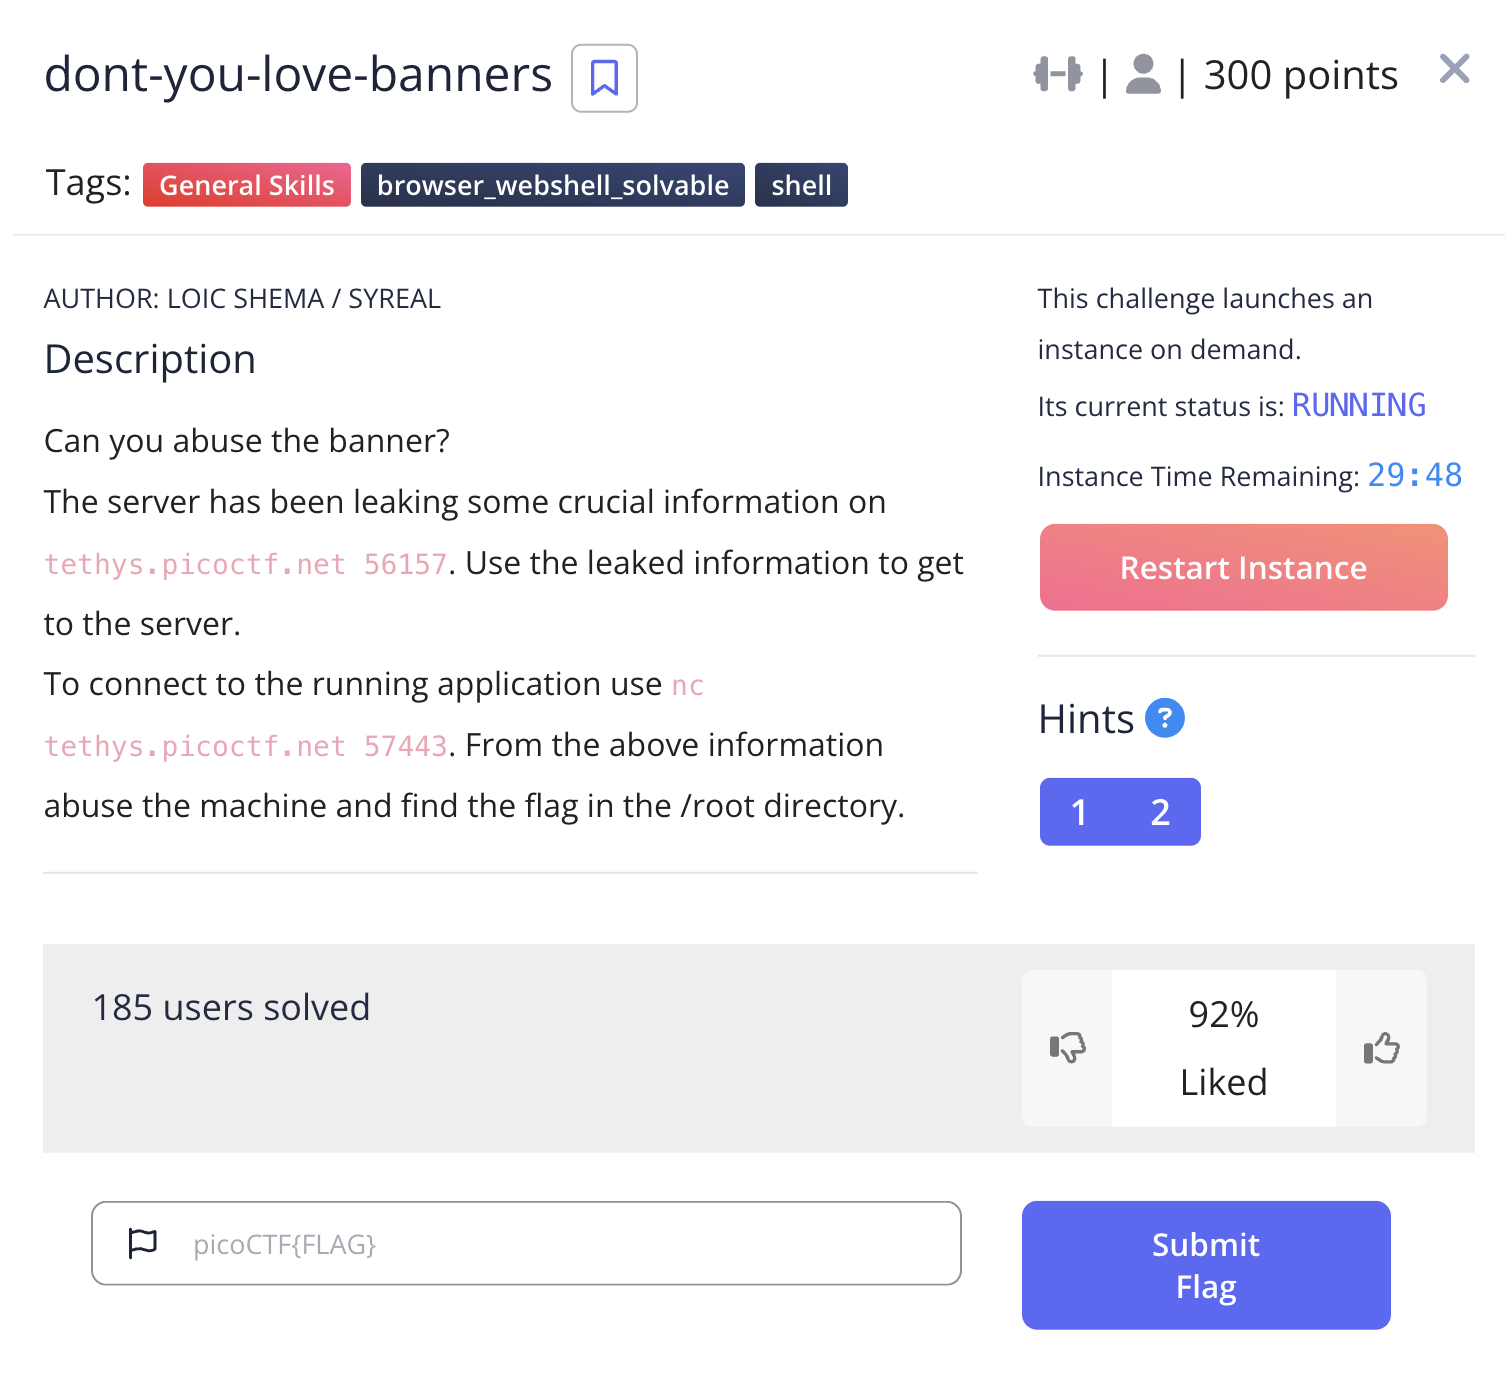 dont-you-love-banners
| | 300 points
Tags: General Skills browser_webshell_solvable shell
AUTHOR: LOIC SHEMA / SYREAL
Description
Can you abuse the banner?
The server has been leaking some crucial information on
tethys.picoctf.net 56157. Use the leaked information to get
to the server.
To connect to the running application use nc
tethys.picoctf.net 57443. From the above information
abuse the machine and find the flag in the /root directory.
This challenge launches an
instance on demand.
Its current status is: RUNNING
Instance Time Remaining: 29:48
Restart Instance
Hints ?
1 2
185 users solved
92%
Liked
picoCTF{FLAG}
Submit
Flag